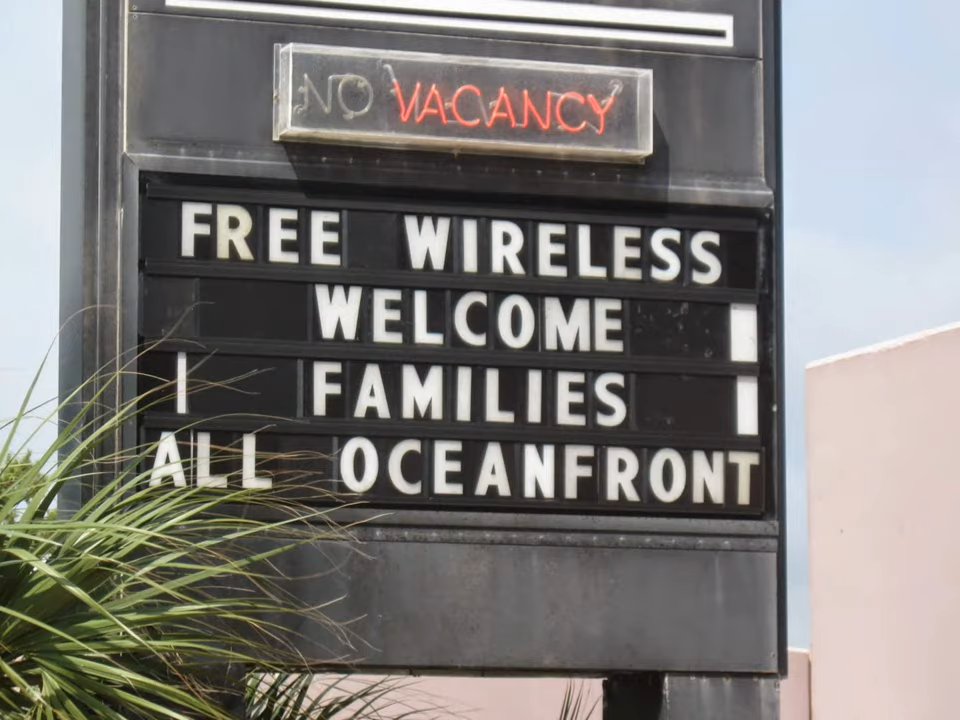 NO VACANCY
FREE WIRELESS
WELCOME
FAMILIES
ALL OCEANFRONT